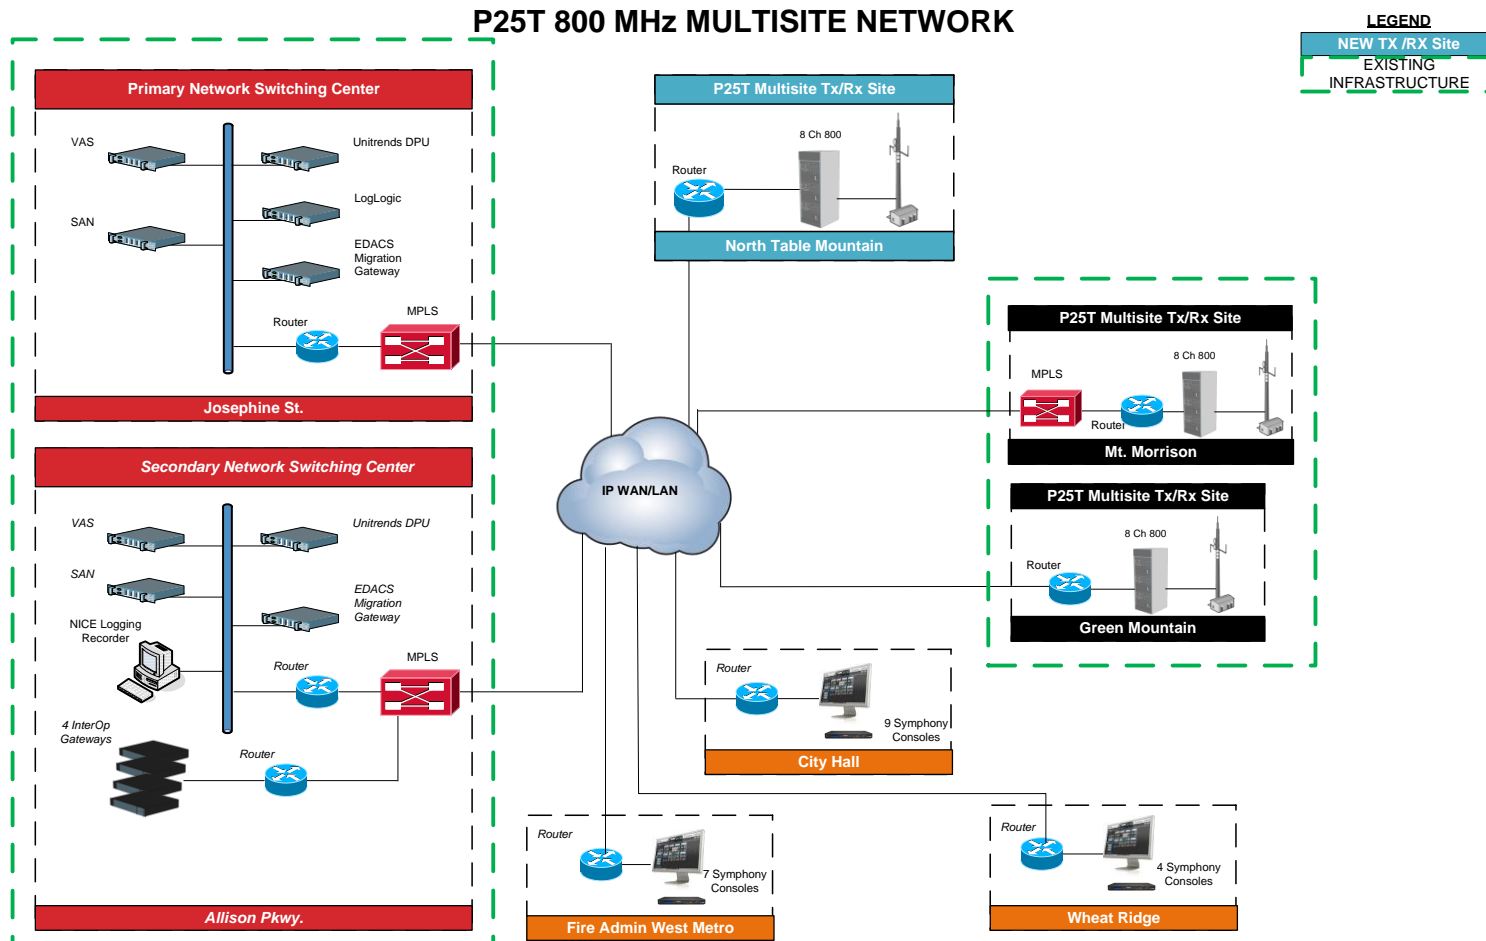 P25T 800 MHz MULTISITE NETWORK
LEGEND
NEW TX /RX Site
EXISTING
INFRASTRUCTURE
Primary Network Switching Center
VAS
Unitrends DPU
LogLogic
SAN
EDACS
Migration
Gateway
Router
MPLS
Josephine St.
Secondary Network Switching Center
VAS
Unitrends DPU
SAN
EDACS
Migration
Gateway
NICE Logging
Recorder
Router
MPLS
4 InterOp
Gateways
Router
Allison Pkwy.
P25T Multisite Tx/Rx Site
8 Ch 800
Router
North Table Mountain
IP WAN/LAN
P25T Multisite Tx/Rx Site
8 Ch 800
MPLS
Router
Mt. Morrison
P25T Multisite Tx/Rx Site
8 Ch 800
Router
Green Mountain
Router
9 Symphony
Consoles
City Hall
Router
7 Symphony
Consoles
Fire Admin West Metro
Router
4 Symphony
Consoles
Wheat Ridge